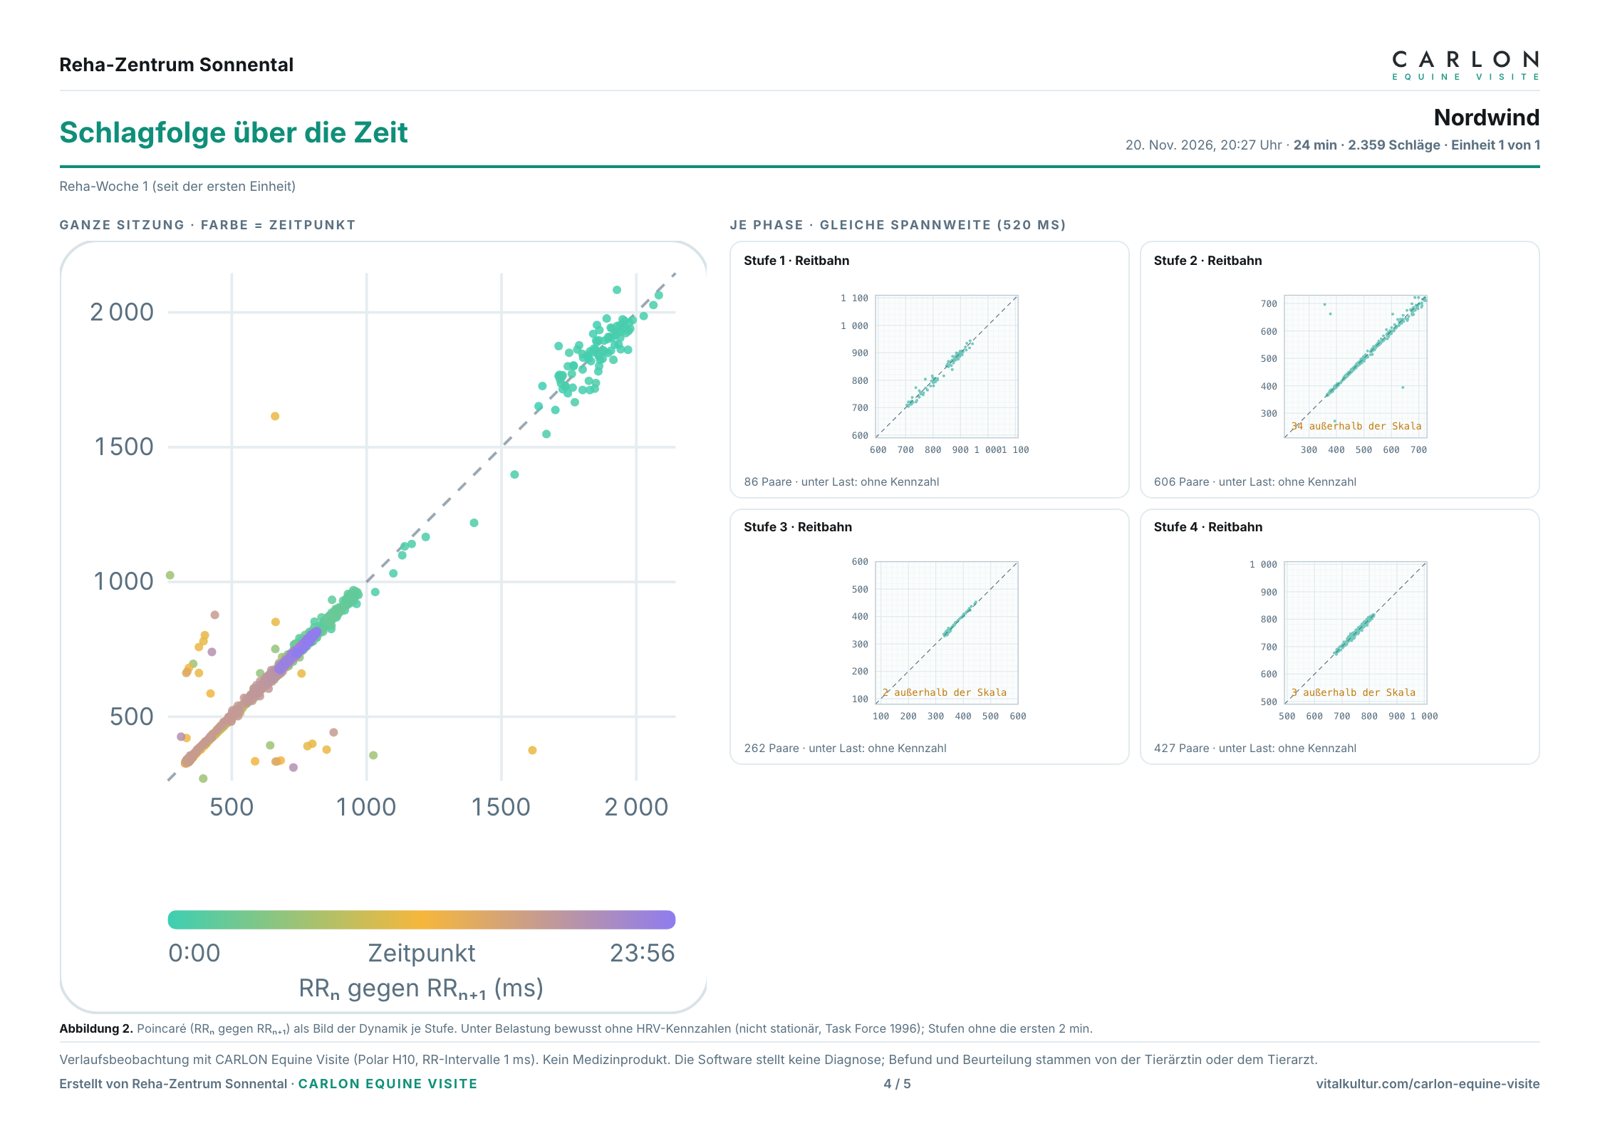 Reha-Zentrum Sonnental
CARLON
EQUINE VISITE
Schlagfolge über die Zeit
Nordwind
20. Nov. 2026, 20:27 Uhr · 24 min · 2.359 Schläge · Einheit 1 von 1
Reha-Woche 1 (seit der ersten Einheit)
GANZE SITZUNG · FARBE = ZEITPUNKT
2 000
1 500
1 000
500
500 1 000 1 500 2 000
0:00 Zeitpunkt 23:56
RRₙ gegen RRₙ₊₁ (ms)
JE PHASE · GLEICHE SPANNWEITE (520 MS)
Stufe 1 · Reitbahn
1 100
1 000
900
800
700
600
600 700 800 900 1 000 1 100
86 Paare · unter Last: ohne Kennzahl
Stufe 2 · Reitbahn
700
600
500
400
300
34 außerhalb der Skala
300 400 500 600 700
606 Paare · unter Last: ohne Kennzahl
Stufe 3 · Reitbahn
600
500
400
300
200
100
2 außerhalb der Skala
100 200 300 400 500 600
262 Paare · unter Last: ohne Kennzahl
Stufe 4 · Reitbahn
1 000
900
800
700
600
500
3 außerhalb der Skala
500 600 700 800 900 1 000
427 Paare · unter Last: ohne Kennzahl
Abbildung 2. Poincaré (RRₙ gegen RRₙ₊₁) als Bild der Dynamik je Stufe. Unter Belastung bewusst ohne HRV-Kennzahlen (nicht stationär, Task Force 1996); Stufen ohne die ersten 2 min.
Verlaufsbeobachtung mit CARLON Equine Visite (Polar H10, RR-Intervalle 1 ms). Kein Medizinprodukt. Die Software stellt keine Diagnose; Befund und Beurteilung stammen von der Tierärztin oder dem Tierarzt.
Erstellt von Reha-Zentrum Sonnental · CARLON EQUINE VISITE
4 / 5
vitalkultur.com/carlon-equine-visite